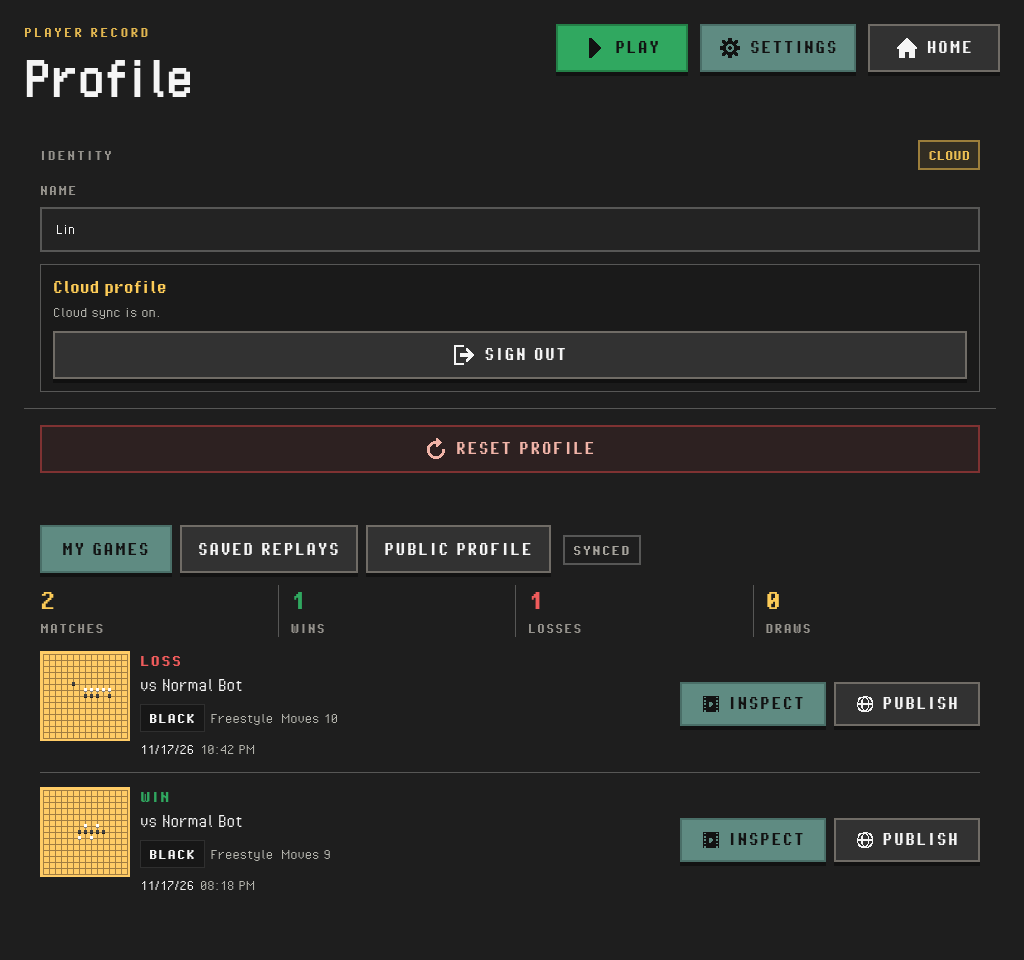 PLAYER RECORD
Profile
PLAY
SETTINGS
HOME
IDENTITY
CLOUD
NAME
Lin
Cloud profile
Cloud sync is on.
SIGN OUT
RESET PROFILE
MY GAMES
SAVED REPLAYS
PUBLIC PROFILE
SYNCED
2
MATCHES
1
WINS
1
LOSSES
0
DRAWS
LOSS
vs Normal Bot
BLACK Freestyle Moves 10
11/17/26 10:42 PM
INSPECT
PUBLISH
WIN
vs Normal Bot
BLACK Freestyle Moves 9
11/17/26 08:18 PM
INSPECT
PUBLISH